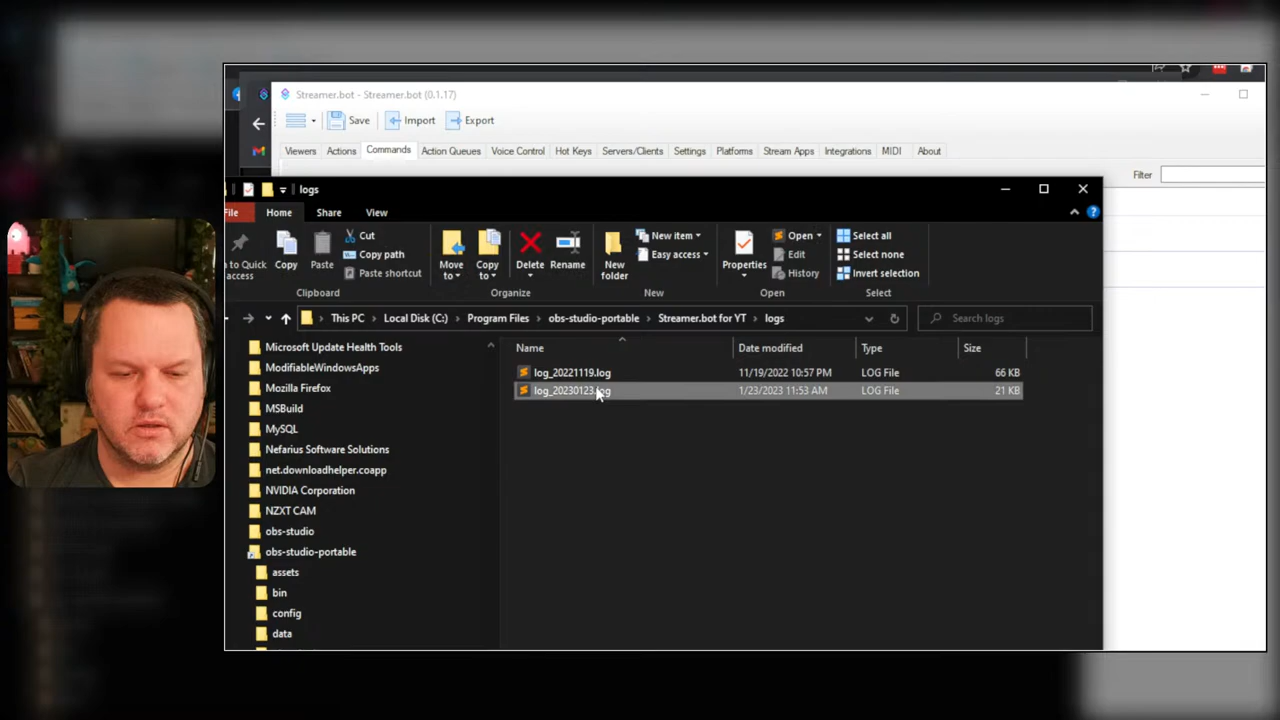 Streamer.bot - Streamer.bot (0.1.17)
Save
Import
Export
Viewers
Actions
Commands
Action Queues
Voice Control
Hot Keys
Servers/Clients
Settings
Platforms
Stream Apps
Integrations
MIDI
About
Filter
logs
File
Home
Share
View
to Quick
access
Copy
Paste
Cut
Copy path
Paste shortcut
Clipboard
Move
to
Copy
to
Delete
Rename
Organize
New
folder
New item
Easy access
New
Properties
Open
Edit
History
Open
Select all
Select none
Invert selection
Select
This PC > Local Disk (C:) > Program Files > obs-studio-portable > Streamer.bot for YT > logs
Search logs
Name
Date modified
Type
Size
log_20221119.log
11/19/2022 10:57 PM
LOG File
66 KB
log_20230123.log
1/23/2023 11:53 AM
LOG File
21 KB
Microsoft Update Health Tools
ModifiableWindowsApps
Mozilla Firefox
MSBuild
MySQL
Nefarius Software Solutions
net.downloadhelper.coapp
NVIDIA Corporation
NZXT CAM
obs-studio
obs-studio-portable
assets
bin
config
data